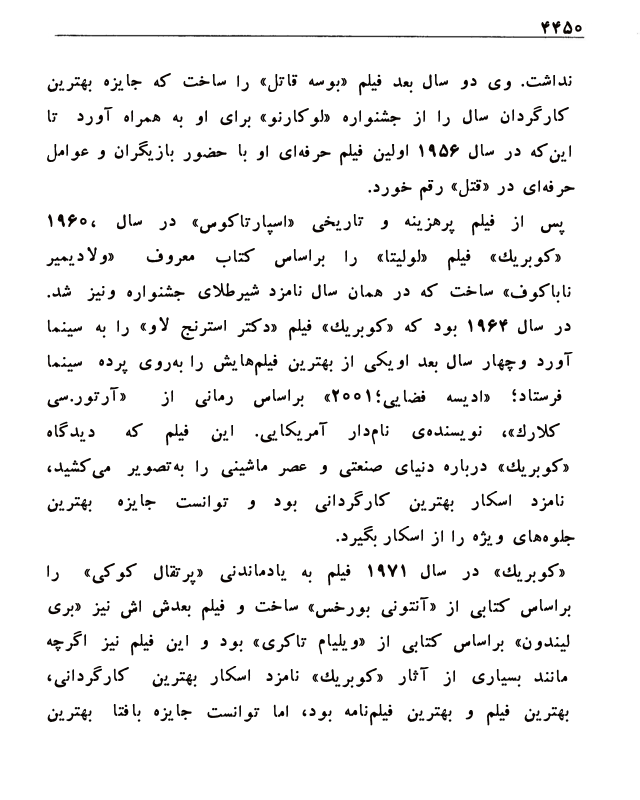 ۴۴۵۰
نداشت. وی دو سال بعد فیلم «بوسه قاتل» را ساخت که جایزه بهترین
کارگردان سال را از جشنواره «لوکارنو» برای او به همراه آورد تا
این‌که در سال ۱۹۵۶ اولین فیلم حرفه‌ای او با حضور بازیگران و عوامل
حرفه‌ای در «قتل» رقم خورد.
پس از فیلم پرهزینه و تاریخی «اسپارتاکوس» در سال ۱۹۶۰،
«کوبریك» فیلم «لولیتا» را براساس کتاب معروف «ولادیمیر
ناباکوف» ساخت که در همان سال نامزد شیرطلای جشنواره ونیز شد.
در سال ۱۹۶۴ بود که «کوبریك» فیلم «دکتر استرنج لاو» را به سینما
آورد وچهار سال بعد اویکی از بهترین فیلم‌هایش را به‌روی پرده سینما
فرستاد؛ «ادیسه فضایی؛۲۰۰۱» براساس رمانی از «آرتور.سی
کلارك»، نویسنده‌ی نام‌دار آمریکایی. این فیلم که دیدگاه
«کوبریك» درباره دنیای صنعتی و عصر ماشینی را به‌تصویر می‌کشید،
نامزد اسکار بهترین کارگردانی بود و توانست جایزه بهترین
جلوه‌های ویژه را از اسکار بگیرد.
«کوبریك» در سال ۱۹۷۱ فیلم به یادماندنی «پرتقال کوکی» را
براساس کتابی از «آنتونی بورخس» ساخت و فیلم بعدش اش نیز «بری
لیندون» براساس کتابی از «ویلیام تاکری» بود و این فیلم نیز اگرچه
مانند بسیاری از آثار «کوبریك» نامزد اسکار بهترین کارگردانی،
بهترین فیلم و بهترین فیلم‌نامه بود، اما توانست جایزه بافتا بهترین